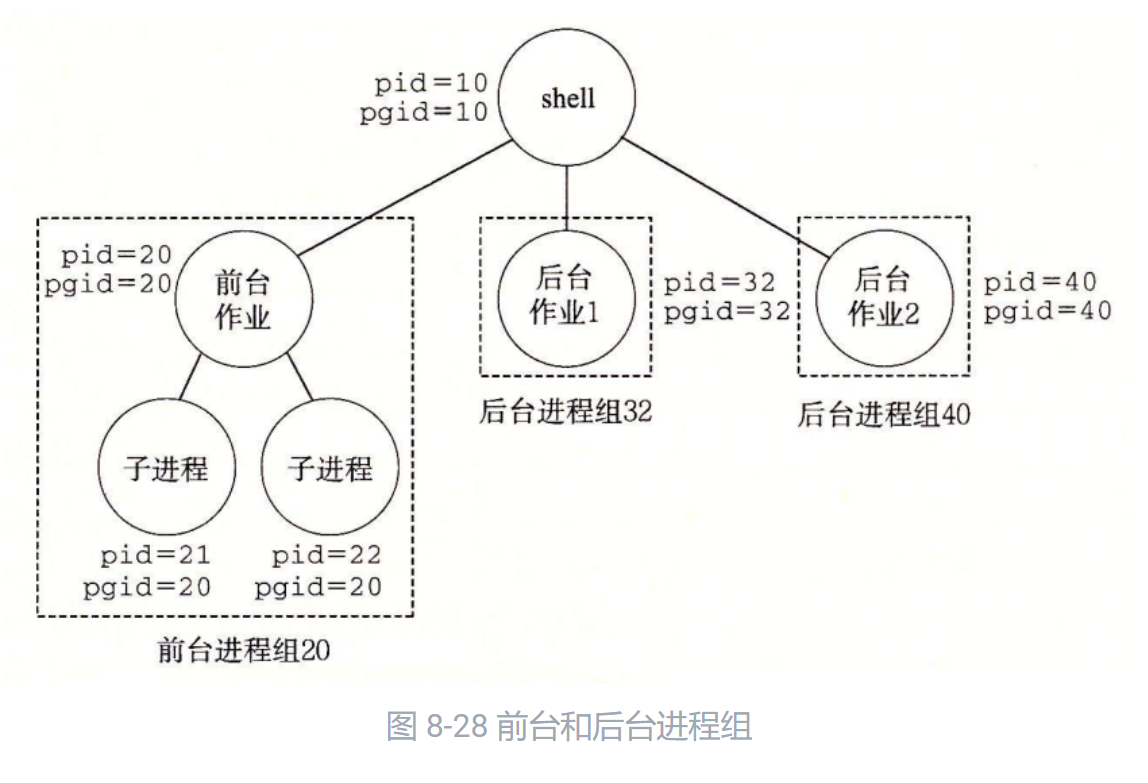 pid=10
pgid=10
shell
pid=20
pgid=20
前台
作业
后台
作业1
pid=32
pgid=32
后台
作业2
pid=40
pgid=40
后台进程组32
后台进程组40
子进程
子进程
pid=21
pgid=20
pid=22
pgid=20
前台进程组20
图 8-28 前台和后台进程组